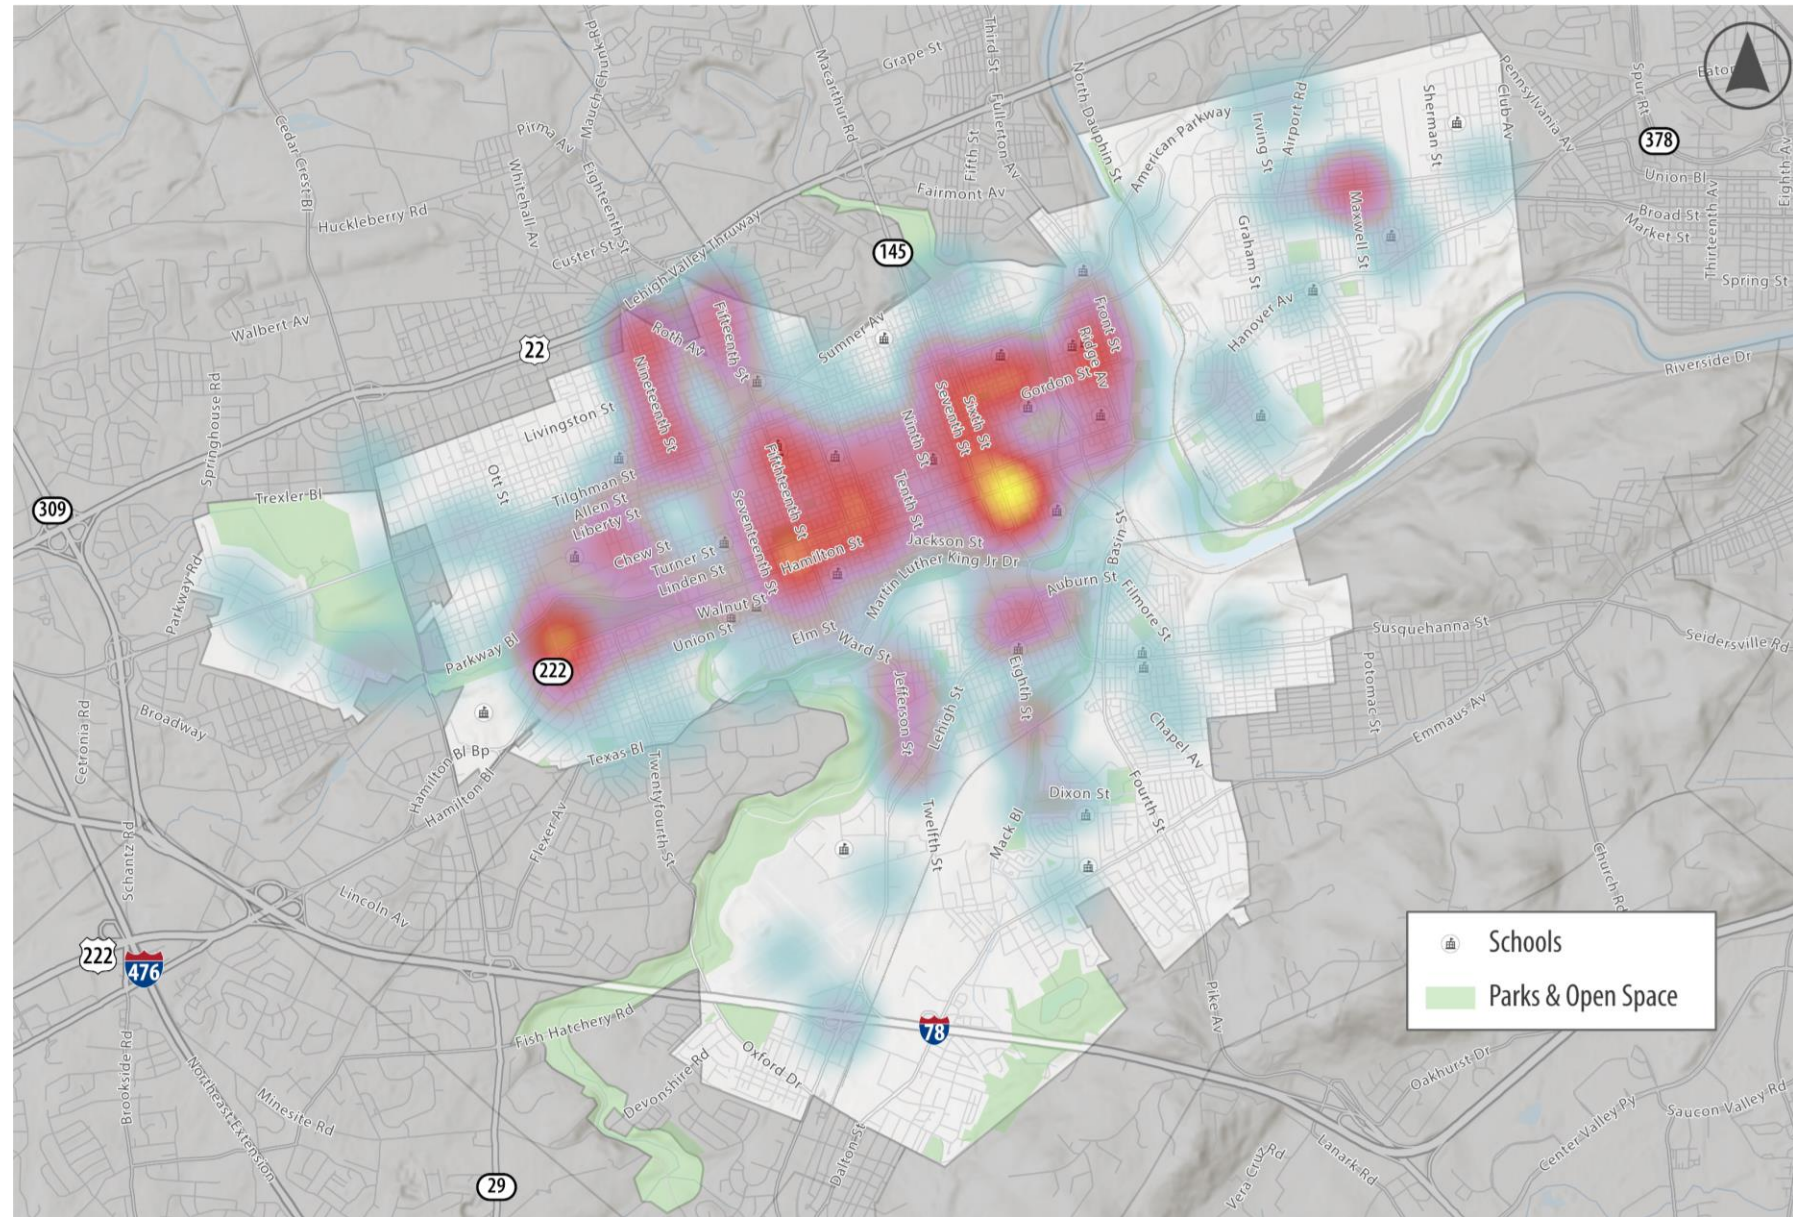 Grape St
Third St
Fullerton Av
Fifth St
Macarthur Rd
Mauch Chunk Rd
Pirma Av
Whitehall Av
Eighteenth St
Cedar Crest Bl
Huckleberry Rd
Custer St
Lehigh Valley Thruway
Fairmont Av
North Dauphin St
American Parkway
Irving St
Airport Rd
Sherman St
Club Av
Pennsylvania Av
Spur Rt
378
Union Bl
Broad St
Market St
Thirteenth Av
Eighth Av
Spring St
Maxwell St
Graham St
Hanover Av
Riverside Dr
145
Walbert Av
22
Roth Av
Fifteenth St
Sumner Av
Front St
Ridge Av
Gordon St
Nineteenth St
Livingston St
Springhouse Rd
Sixth St
Seventh St
Ninth St
Tenth St
Ott St
Tilghman St
Allen St
Liberty St
Trexler Bl
309
Fifthteenth St
Seventeenth St
Chew St
Turner St
Linden St
Hamilton St
Jackson St
Martin Luther King Jr Dr
Basin St
Auburn St
Filmore St
Parkway Rd
Walnut St
Union St
Elm St
Ward St
Parkway Bl
222
Susquehanna St
Seidersville Rd
Potomac St
Emmaus Av
Eighth St
Jefferson St
Lehigh St
Chapel Av
Broadway
Cetronia Rd
Hamilton Bl Bp
Hamilton Bl
Texas Bl
Twentyfourth St
Flexer Av
Twelfth St
Mack Bl
Dixon St
Fourth St
Schantz Rd
Lincoln Av
Church Rd
222
476
Schools
Parks & Open Space
Fish Hatchery Rd
78
Pike Av
Oxford Dr
Devonshire Rd
Brookside Rd
Northeast Extension
Minesite Rd
29
Dalton St
Oakhurst Dr
Center Valley Py
Saucon Valley Rd
Lanark Rd
Vera Cruz Rd